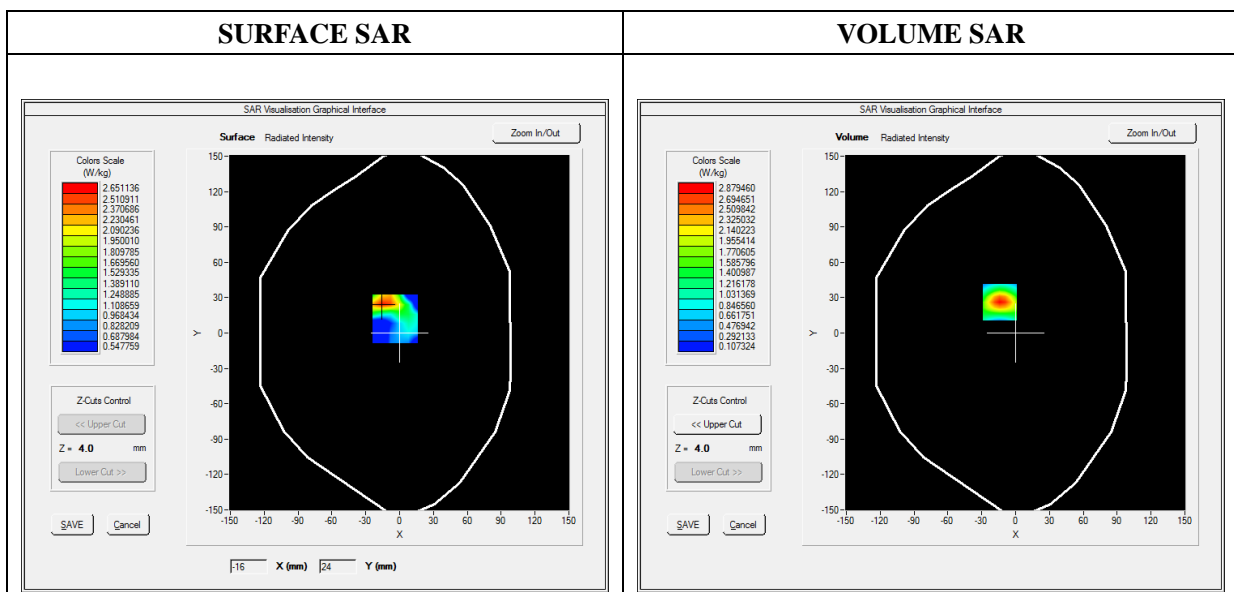 SURFACE SAR
VOLUME SAR
SAR Visualisation Graphical Interface
Surface Radiated Intensity
Zoom In/Out
Colors Scale
(W/kg)
2.651136
2.510911
2.370686
2.230461
2.090236
1.950010
1.809785
1.669560
1.529335
1.389110
1.248885
1.108659
0.968434
0.828209
0.687984
0.547759
150
120
90
60
30
0
-30
-60
-90
-120
-150
Y
-150 -120 -90 -60 -30 0 30 60 90 120 150
X
Z-Cuts Control
<< Upper Cut
Z = 4.0 mm
Lower Cut >>
SAVE Cancel
-16 X (mm) 24 Y (mm)
SAR Visualisation Graphical Interface
Volume Radiated Intensity
Zoom In/Out
Colors Scale
(W/kg)
2.879460
2.694651
2.509842
2.325032
2.140223
1.955414
1.770605
1.585796
1.400987
1.216178
1.031369
0.846560
0.661751
0.476942
0.292133
0.107324
150
120
90
60
30
0
-30
-60
-90
-120
-150
Y
-150 -120 -90 -60 -30 0 30 60 90 120 150
X
Z-Cuts Control
<< Upper Cut
Z = 4.0 mm
Lower Cut >>
SAVE Cancel